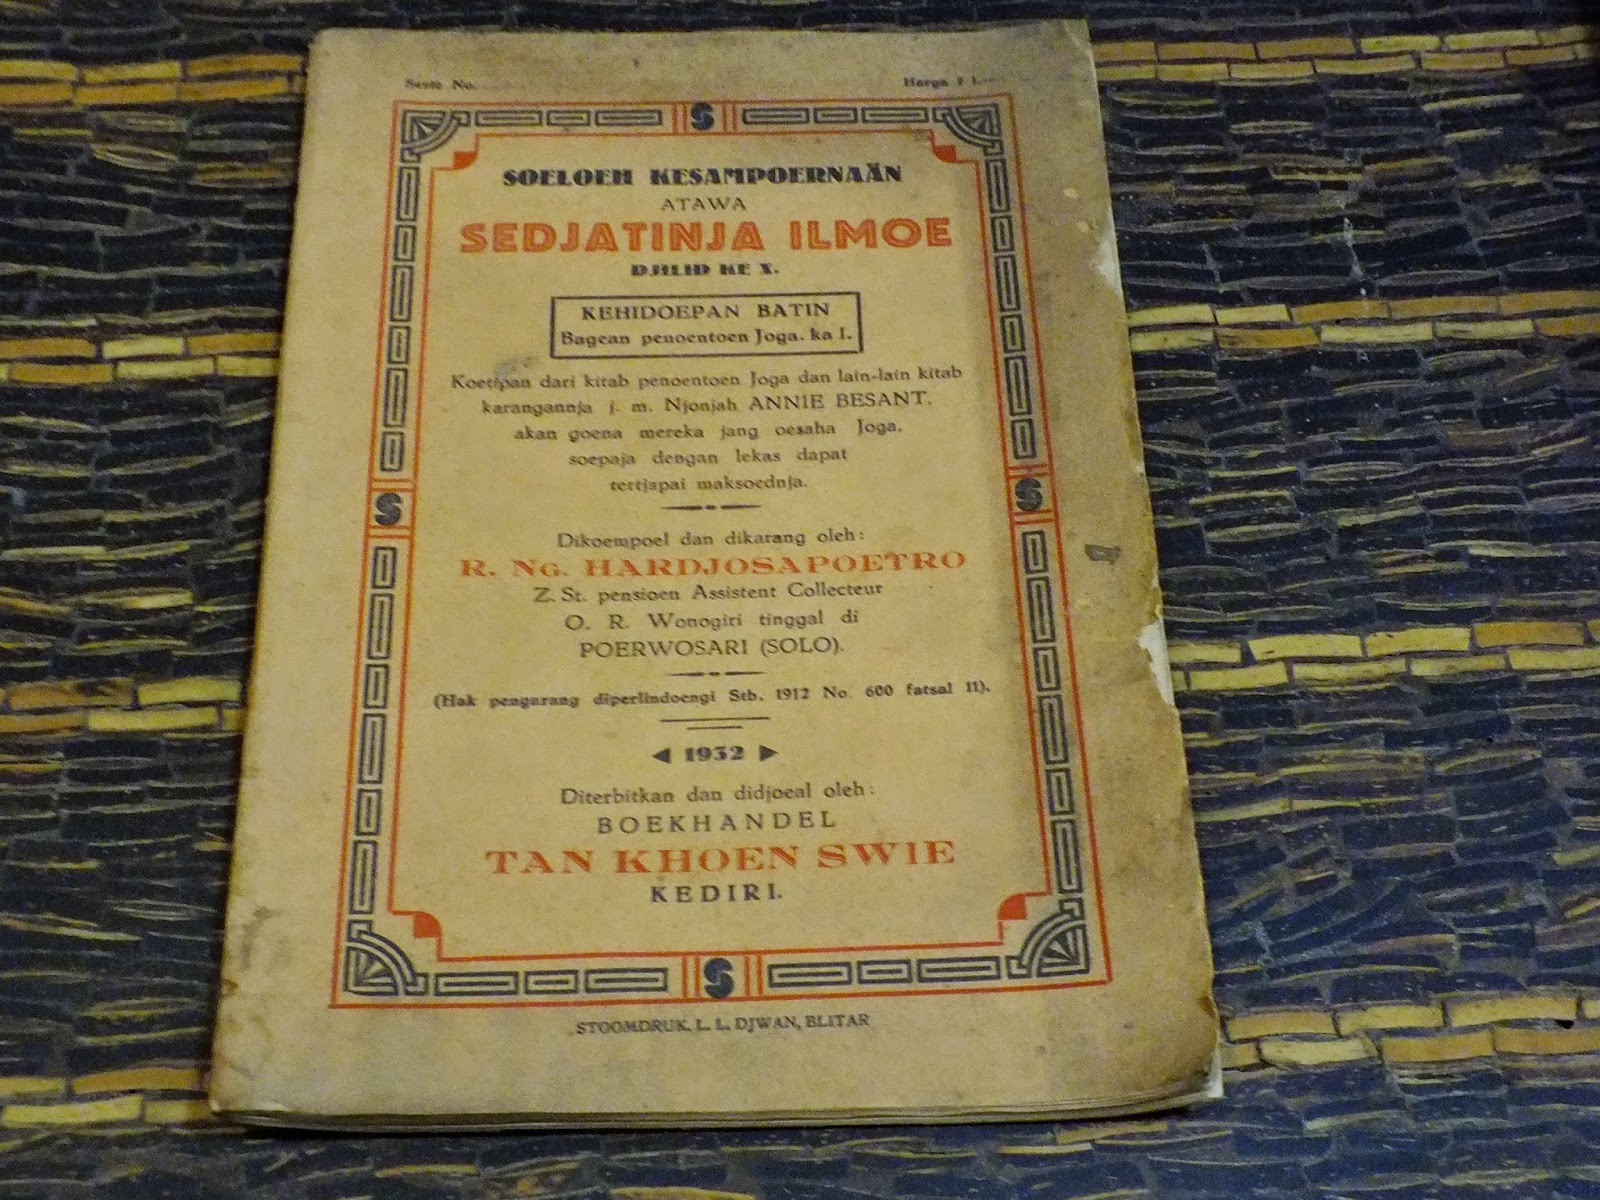 Serie No.
Harga f 1.—
SOELOEH KESAMPOERNAÄN
ATAWA
SEDJATINJA ILMOE
DJILID KE X.
KEHIDOEPAN BATIN
Bagean penoentoen Joga. ka I.
Koetipan dari kitab penoentoen Joga dan lain-lain kitab
karangannja j. m. Njonjah ANNIE BESANT,
akan goena mereka jang oesaha Joga,
soepaja dengan lekas dapat
tertjapai maksoednja.
Dikoempoel dan dikarang oleh:
R. NG. HARDJOSAPOETRO
Z. St. pensioen Assistent Collecteur
O. R. Wonogiri tinggal di
POERWOSARI (SOLO).
(Hak pengarang diperlindoengi Stb. 1912 No. 600 fatsal 11).
1932
Diterbitkan dan didjoeal oleh:
BOEKHANDEL
TAN KHOEN SWIE
KEDIRI.
STOOMDRUK. L. L. DJWAN, BLITAR
S
S
S
S